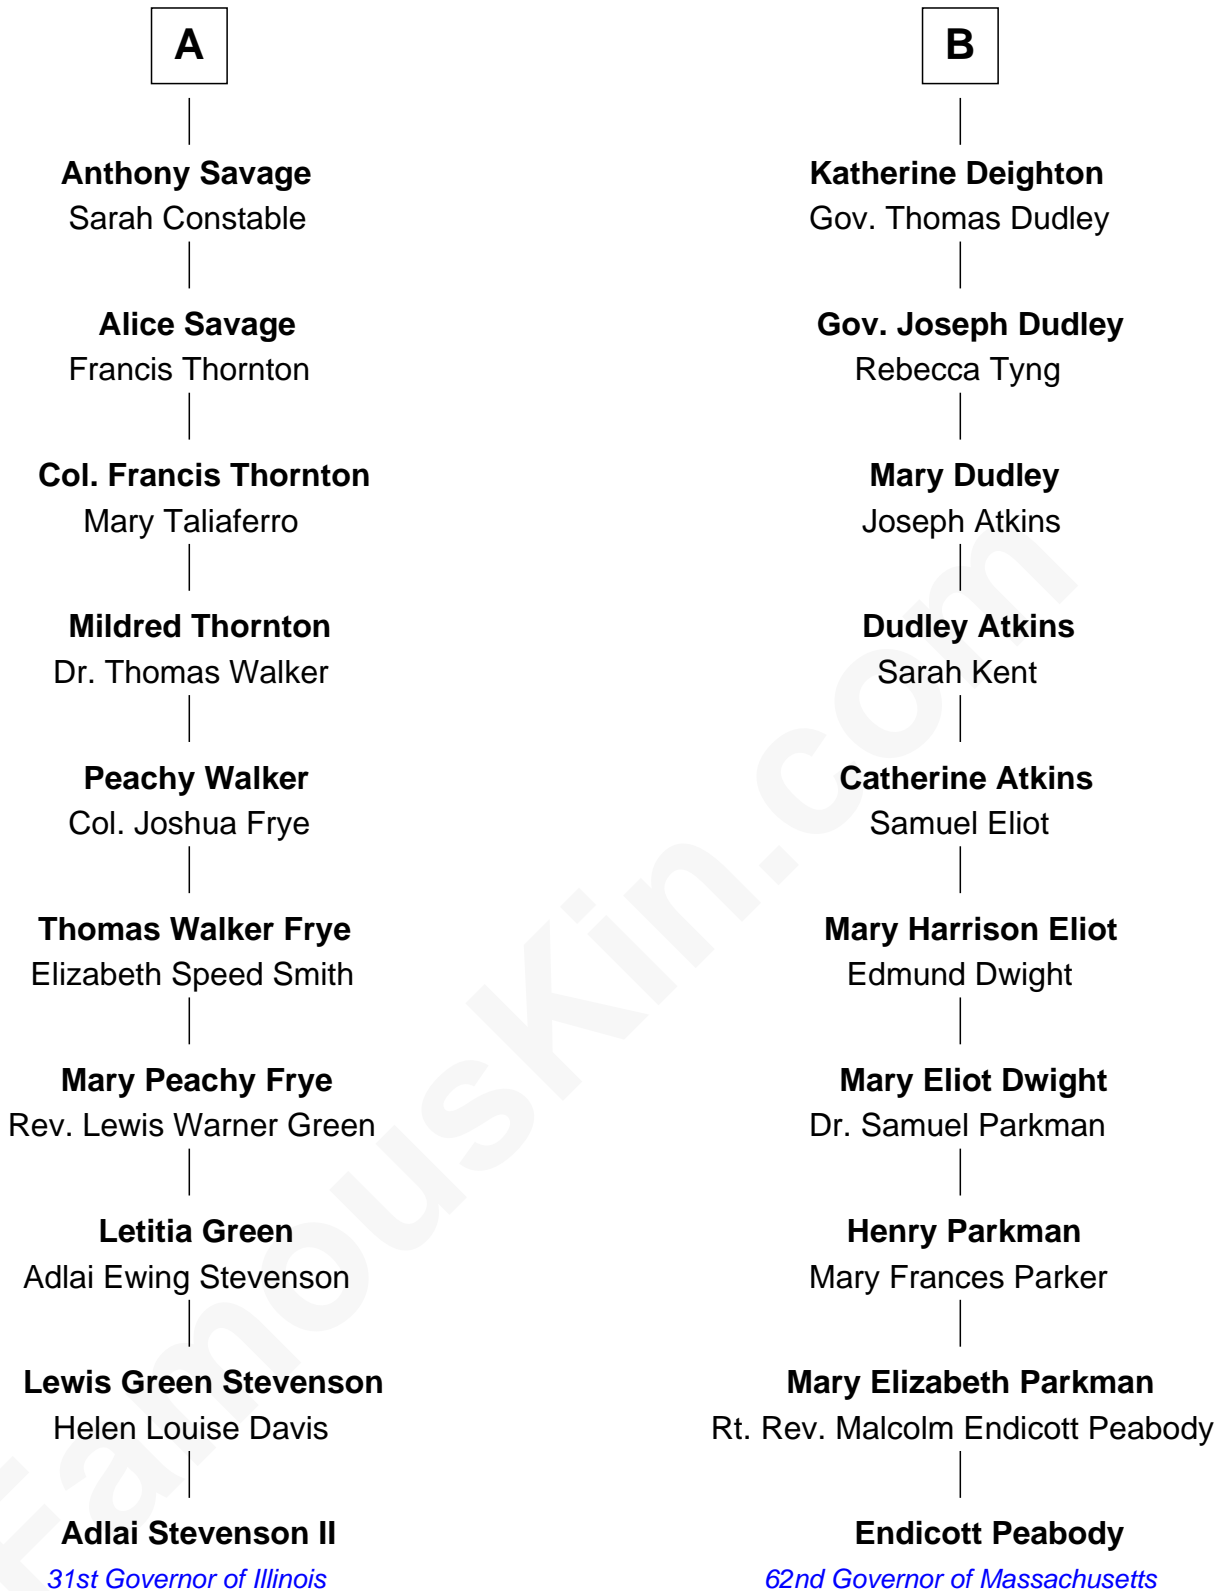 A
Anthony Savage
Sarah Constable
Alice Savage
Francis Thornton
Col. Francis Thornton
Mary Taliaferro
Mildred Thornton
Dr. Thomas Walker
Peachy Walker
Col. Joshua Frye
Thomas Walker Frye
Elizabeth Speed Smith
Mary Peachy Frye
Rev. Lewis Warner Green
Letitia Green
Adlai Ewing Stevenson
Lewis Green Stevenson
Helen Louise Davis
Adlai Stevenson II
31st Governor of Illinois
B
Katherine Deighton
Gov. Thomas Dudley
Gov. Joseph Dudley
Rebecca Tyng
Mary Dudley
Joseph Atkins
Dudley Atkins
Sarah Kent
Catherine Atkins
Samuel Eliot
Mary Harrison Eliot
Edmund Dwight
Mary Eliot Dwight
Dr. Samuel Parkman
Henry Parkman
Mary Frances Parker
Mary Elizabeth Parkman
Rt. Rev. Malcolm Endicott Peabody
Endicott Peabody
62nd Governor of Massachusetts
FamousKin.com